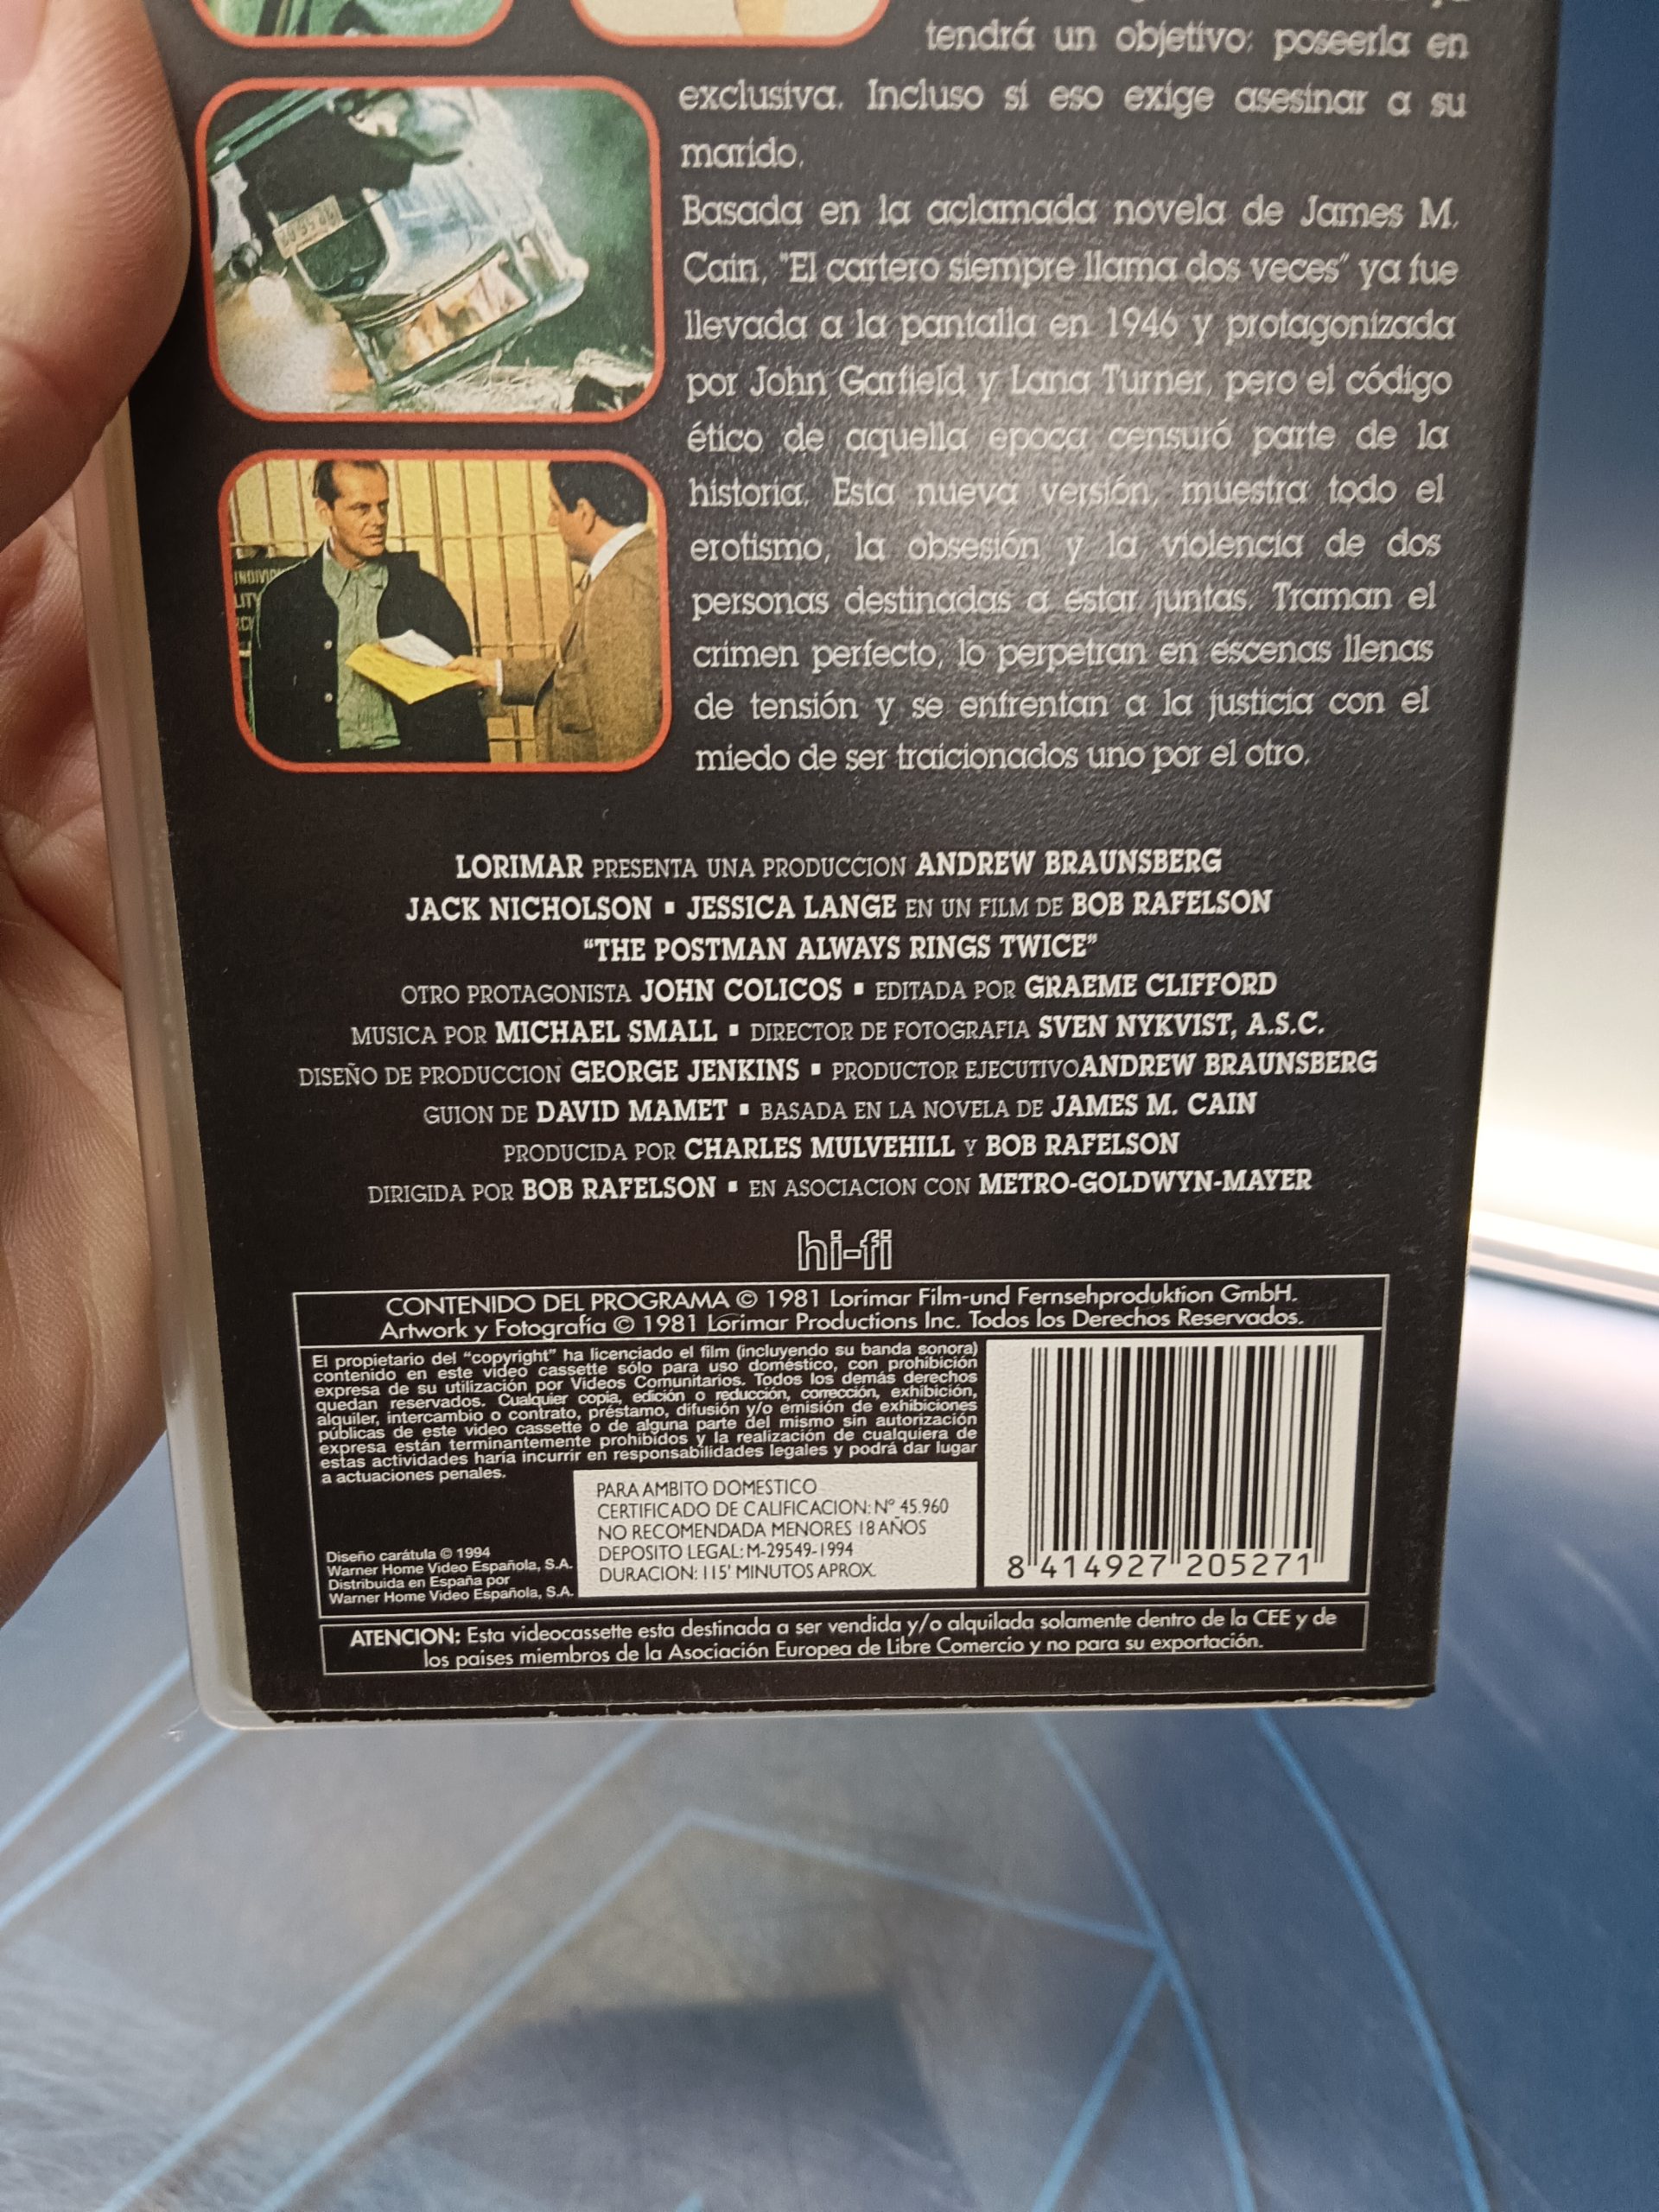 tendrá un objetivo: poseerla en
exclusiva. Incluso si eso exige asesinar a su
marido.
Basada en la aclamada novela de James M.
Cain, "El cartero siempre llama dos veces" ya fue
llevada a la pantalla en 1946 y protagonizada
por John Garfield y Lana Turner, pero el código
ético de aquella epoca censuró parte de la
historia. Esta nueva versión, muestra todo el
erotismo, la obsesión y la violencia de dos
personas destinadas a estar juntas. Traman el
crimen perfecto, lo perpetran en escenas llenas
de tensión y se enfrentan a la justicia con el
miedo de ser traicionados uno por el otro.
LORIMAR PRESENTA UNA PRODUCCION ANDREW BRAUNSBERG
JACK NICHOLSON ▪ JESSICA LANGE EN UN FILM DE BOB RAFELSON
“THE POSTMAN ALWAYS RINGS TWICE”
OTRO PROTAGONISTA JOHN COLICOS ▪ EDITADA POR GRAEME CLIFFORD
MUSICA POR MICHAEL SMALL ▪ DIRECTOR DE FOTOGRAFIA SVEN NYKVIST, A.S.C.
DISEÑO DE PRODUCCION GEORGE JENKINS ▪ PRODUCTOR EJECUTIVO ANDREW BRAUNSBERG
GUION DE DAVID MAMET ▪ BASADA EN LA NOVELA DE JAMES M. CAIN
PRODUCIDA POR CHARLES MULVEHILL Y BOB RAFELSON
DIRIGIDA POR BOB RAFELSON ▪ EN ASOCIACION CON METRO-GOLDWYN-MAYER
hi-fi
CONTENIDO DEL PROGRAMA © 1981 Lorimar Film-und Fernsehproduktion GmbH.
Artwork y Fotografía © 1981 Lorimar Productions Inc. Todos los Derechos Reservados.
El propietario del “copyright” ha licenciado el film (incluyendo su banda sonora)
contenido en este video cassette sólo para uso doméstico, con prohibición
expresa de su utilización por Videos Comunitarios. Todos los demás derechos
quedan reservados. Cualquier copia, edición o reducción, corrección, exhibición,
alquiler, intercambio o contrato, préstamo, difusión y/o emisión de exhibiciones
públicas de este video cassette o de alguna parte del mismo sin autorización
expresa están terminantemente prohibidos y la realización de cualquiera de
estas actividades haría incurrir en responsabilidades legales y podrá dar lugar
a actuaciones penales.
PARA AMBITO DOMESTICO
CERTIFICADO DE CALIFICACION: Nº 45.960
NO RECOMENDADA MENORES 18 AÑOS
DEPOSITO LEGAL: M-29549-1994
DURACION: 115' MINUTOS APROX.
Diseño carátula © 1994
Warner Home Video Española, S.A.
Distribuida en España por
Warner Home Video Española, S.A.
8 414927 205271
ATENCION: Esta videocassette esta destinada a ser vendida y/o alquilada solamente dentro de la CEE y de
los paises miembros de la Asociación Europea de Libre Comercio y no para su exportación.